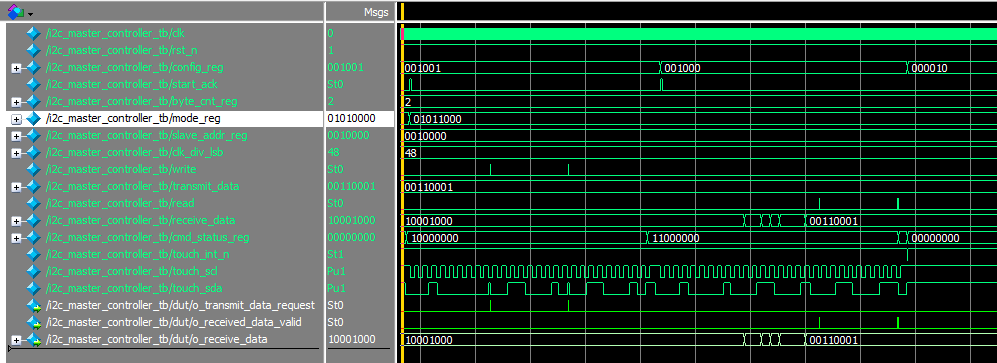 Msgs
/i2c_master_controller_tb/clk 0
/i2c_master_controller_tb/rst_n 1
/i2c_master_controller_tb/config_reg 001001 001001 001000 000010
/i2c_master_controller_tb/start_ack St0
/i2c_master_controller_tb/byte_cnt_reg 2 2
/i2c_master_controller_tb/mode_reg 01010000 01011000
/i2c_master_controller_tb/slave_addr_reg 0010000 0010000
/i2c_master_controller_tb/clk_div_lsb 48 48
/i2c_master_controller_tb/write St0
/i2c_master_controller_tb/transmit_data 00110001 00110001
/i2c_master_controller_tb/read St0
/i2c_master_controller_tb/receive_data 10001000 10001000 00110001
/i2c_master_controller_tb/cmd_status_reg 00000000 10000000 11000000 00000000
/i2c_master_controller_tb/touch_int_n St1
/i2c_master_controller_tb/touch_scl Pu1
/i2c_master_controller_tb/touch_sda Pu1
/i2c_master_controller_tb/dut/o_transmit_data_request St0
/i2c_master_controller_tb/dut/o_received_data_valid St0
/i2c_master_controller_tb/dut/o_receive_data 10001000 10001000 00110001